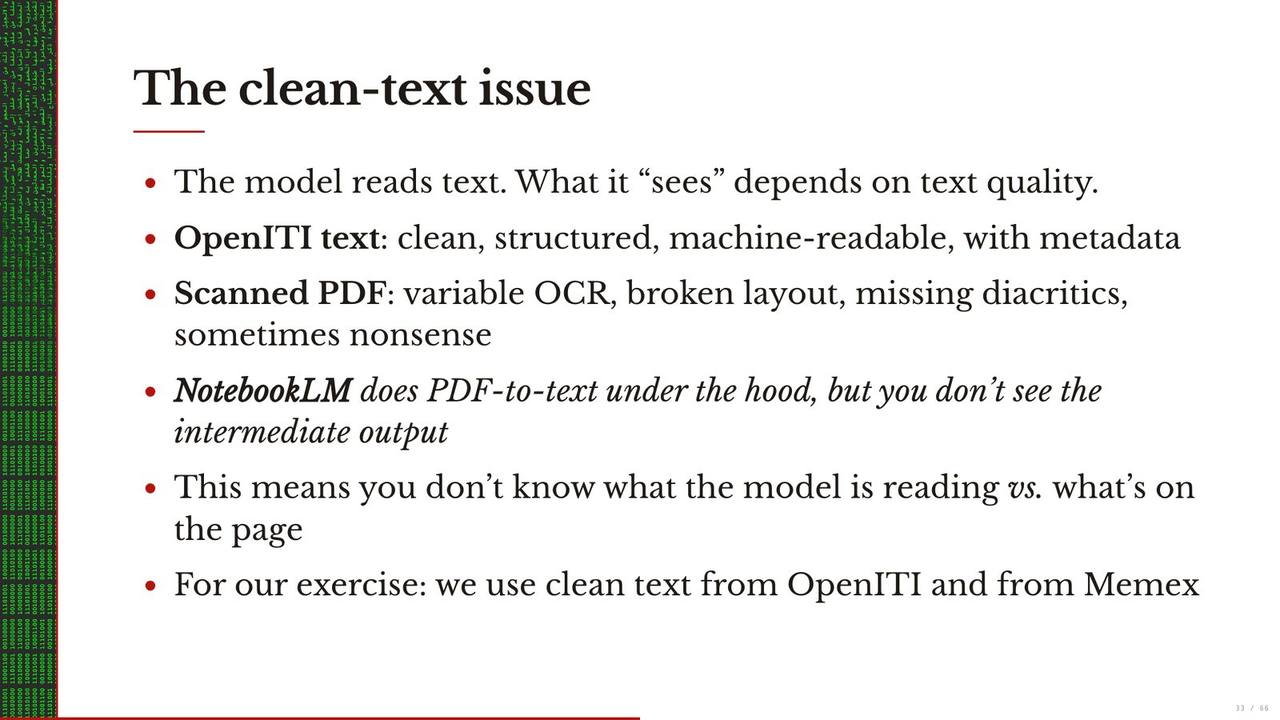 The clean-text issue
The model reads text. What it “sees” depends on text quality.
OpenITI text: clean, structured, machine-readable, with metadata
Scanned PDF: variable OCR, broken layout, missing diacritics,
sometimes nonsense
NotebookLM does PDF-to-text under the hood, but you don’t see the
intermediate output
This means you don’t know what the model is reading vs. what’s on
the page
For our exercise: we use clean text from OpenITI and from Memex
33 / 66